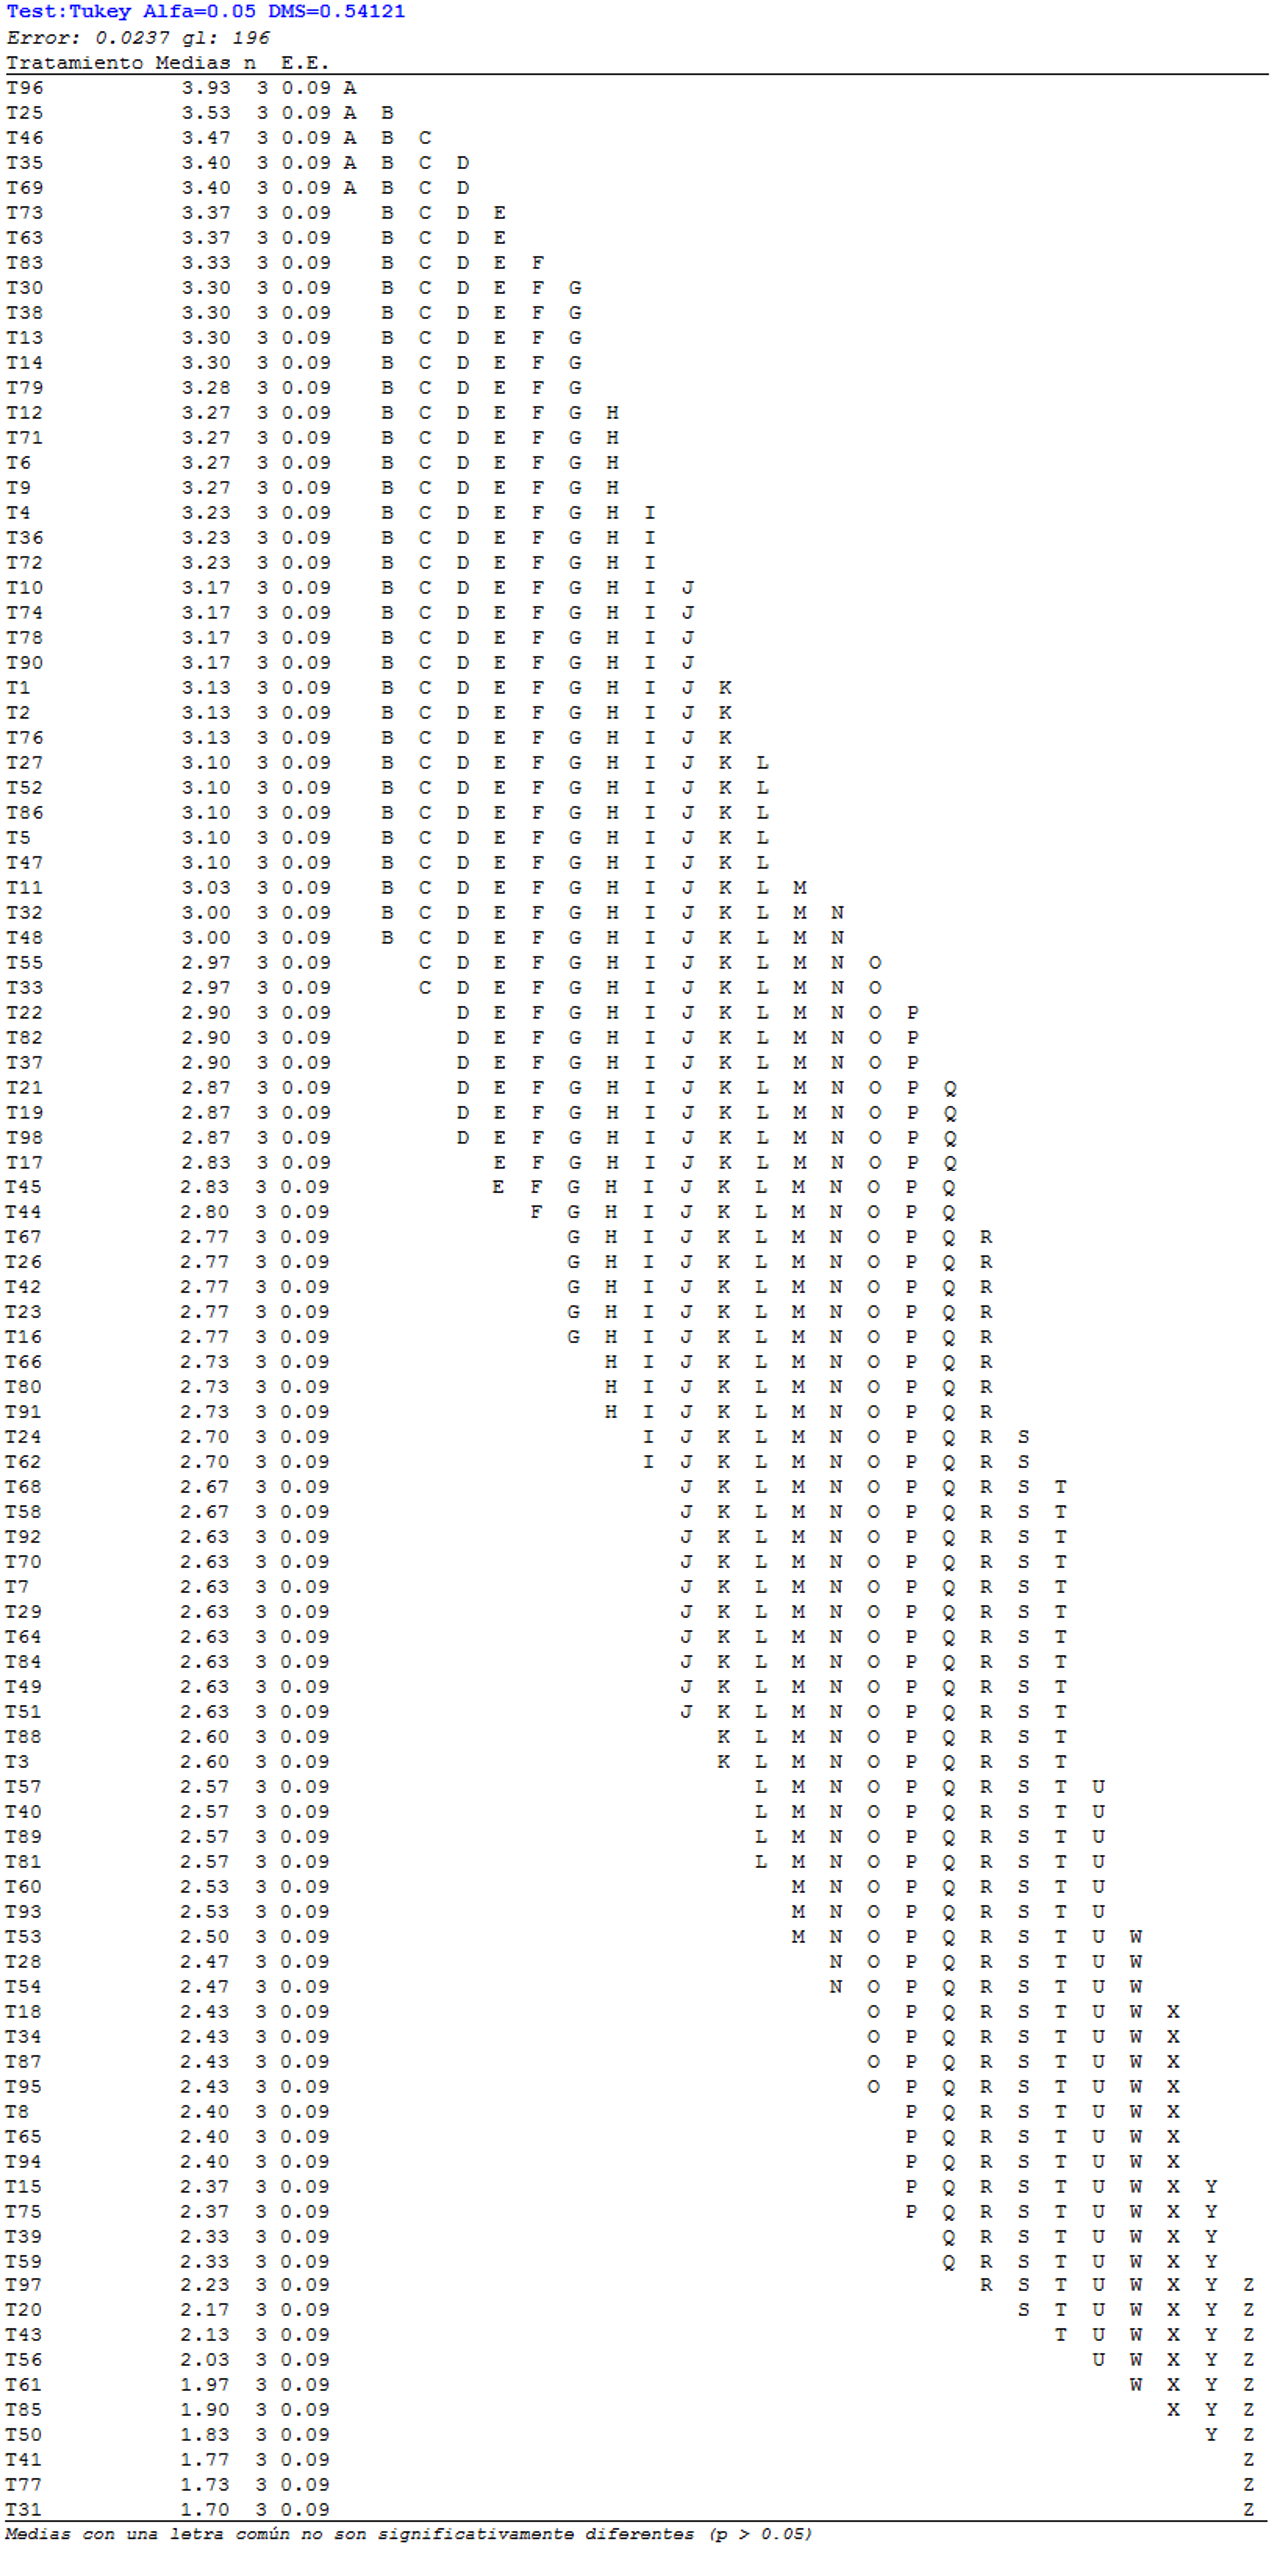 Test:Tukey Alfa=0.05 DMS=0.54121
Error: 0.0237 gl: 196
Tratamiento Medias n E.E.
T96 3.93 3 0.09 A
T25 3.53 3 0.09 A B
T46 3.47 3 0.09 A B C
T35 3.40 3 0.09 A B C D
T69 3.40 3 0.09 A B C D
T73 3.37 3 0.09 B C D E
T63 3.37 3 0.09 B C D E
T83 3.33 3 0.09 B C D E F
T30 3.30 3 0.09 B C D E F G
T38 3.30 3 0.09 B C D E F G
T13 3.30 3 0.09 B C D E F G
T14 3.30 3 0.09 B C D E F G
T79 3.28 3 0.09 B C D E F G
T12 3.27 3 0.09 B C D E F G H
T71 3.27 3 0.09 B C D E F G H
T6 3.27 3 0.09 B C D E F G H
T9 3.27 3 0.09 B C D E F G H
T4 3.23 3 0.09 B C D E F G H I
T36 3.23 3 0.09 B C D E F G H I
T72 3.23 3 0.09 B C D E F G H I
T10 3.17 3 0.09 B C D E F G H I J
T74 3.17 3 0.09 B C D E F G H I J
T78 3.17 3 0.09 B C D E F G H I J
T90 3.17 3 0.09 B C D E F G H I J
T1 3.13 3 0.09 B C D E F G H I J K
T2 3.13 3 0.09 B C D E F G H I J K
T76 3.13 3 0.09 B C D E F G H I J K
T27 3.10 3 0.09 B C D E F G H I J K L
T52 3.10 3 0.09 B C D E F G H I J K L
T86 3.10 3 0.09 B C D E F G H I J K L
T5 3.10 3 0.09 B C D E F G H I J K L
T47 3.10 3 0.09 B C D E F G H I J K L
T11 3.03 3 0.09 B C D E F G H I J K L M
T32 3.00 3 0.09 B C D E F G H I J K L M N
T48 3.00 3 0.09 B C D E F G H I J K L M N
T55 2.97 3 0.09 C D E F G H I J K L M N O
T33 2.97 3 0.09 C D E F G H I J K L M N O
T22 2.90 3 0.09 D E F G H I J K L M N O P
T82 2.90 3 0.09 D E F G H I J K L M N O P
T37 2.90 3 0.09 D E F G H I J K L M N O P
T21 2.87 3 0.09 D E F G H I J K L M N O P Q
T19 2.87 3 0.09 D E F G H I J K L M N O P Q
T98 2.87 3 0.09 D E F G H I J K L M N O P Q
T17 2.83 3 0.09 E F G H I J K L M N O P Q
T45 2.83 3 0.09 E F G H I J K L M N O P Q
T44 2.80 3 0.09 F G H I J K L M N O P Q
T67 2.77 3 0.09 G H I J K L M N O P Q R
T26 2.77 3 0.09 G H I J K L M N O P Q R
T42 2.77 3 0.09 G H I J K L M N O P Q R
T23 2.77 3 0.09 G H I J K L M N O P Q R
T16 2.77 3 0.09 G H I J K L M N O P Q R
T66 2.73 3 0.09 H I J K L M N O P Q R
T80 2.73 3 0.09 H I J K L M N O P Q R
T91 2.73 3 0.09 H I J K L M N O P Q R
T24 2.70 3 0.09 I J K L M N O P Q R S
T62 2.70 3 0.09 I J K L M N O P Q R S
T68 2.67 3 0.09 J K L M N O P Q R S T
T58 2.67 3 0.09 J K L M N O P Q R S T
T92 2.63 3 0.09 J K L M N O P Q R S T
T70 2.63 3 0.09 J K L M N O P Q R S T
T7 2.63 3 0.09 J K L M N O P Q R S T
T29 2.63 3 0.09 J K L M N O P Q R S T
T64 2.63 3 0.09 J K L M N O P Q R S T
T84 2.63 3 0.09 J K L M N O P Q R S T
T49 2.63 3 0.09 J K L M N O P Q R S T
T51 2.63 3 0.09 J K L M N O P Q R S T
T88 2.60 3 0.09 K L M N O P Q R S T
T3 2.60 3 0.09 K L M N O P Q R S T
T57 2.57 3 0.09 L M N O P Q R S T U
T40 2.57 3 0.09 L M N O P Q R S T U
T89 2.57 3 0.09 L M N O P Q R S T U
T81 2.57 3 0.09 L M N O P Q R S T U
T60 2.53 3 0.09 M N O P Q R S T U
T93 2.53 3 0.09 M N O P Q R S T U
T53 2.50 3 0.09 M N O P Q R S T U W
T28 2.47 3 0.09 N O P Q R S T U W
T54 2.47 3 0.09 N O P Q R S T U W
T18 2.43 3 0.09 O P Q R S T U W X
T34 2.43 3 0.09 O P Q R S T U W X
T87 2.43 3 0.09 O P Q R S T U W X
T95 2.43 3 0.09 O P Q R S T U W X
T8 2.40 3 0.09 P Q R S T U W X
T65 2.40 3 0.09 P Q R S T U W X
T94 2.40 3 0.09 P Q R S T U W X
T15 2.37 3 0.09 P Q R S T U W X Y
T75 2.37 3 0.09 P Q R S T U W X Y
T39 2.33 3 0.09 Q R S T U W X Y
T59 2.33 3 0.09 Q R S T U W X Y
T97 2.23 3 0.09 R S T U W X Y Z
T20 2.17 3 0.09 S T U W X Y Z
T43 2.13 3 0.09 T U W X Y Z
T56 2.03 3 0.09 U W X Y Z
T61 1.97 3 0.09 W X Y Z
T85 1.90 3 0.09 X Y Z
T50 1.83 3 0.09 Y Z
T41 1.77 3 0.09 Z
T77 1.73 3 0.09 Z
T31 1.70 3 0.09 Z
Medias con una letra común no son significativamente diferentes (p > 0.05)